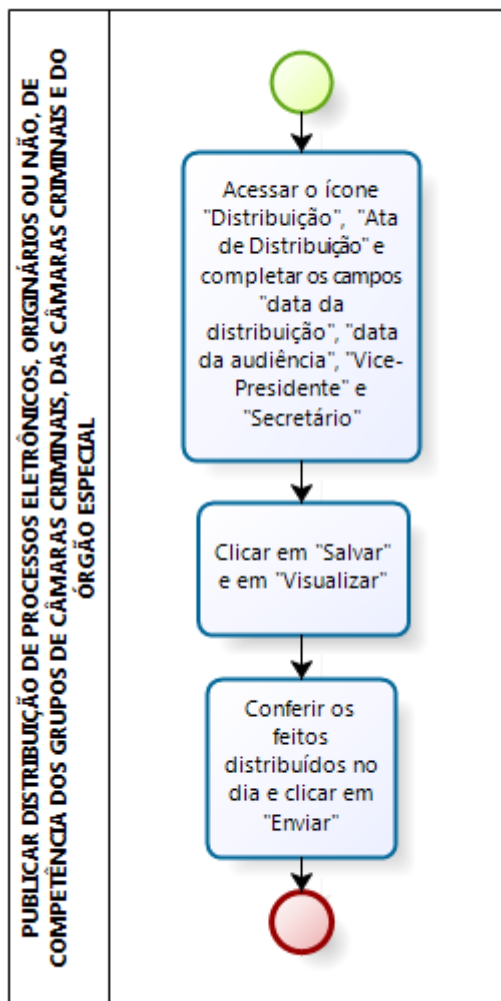 PUBLICAR DISTRIBUIÇÃO DE PROCESSOS ELETRÔNICOS, ORIGINÁRIOS OU NÃO, DE
COMPETÊNCIA DOS GRUPOS DE CÂMARAS CRIMINAIS, DAS CÂMARAS CRIMINAIS E DO
ÓRGÃO ESPECIAL
Acessar o ícone
"Distribuição", "Ata
de Distribuição" e
completar os campos
"data da
distribuição", "data
da audiência", "Vice-
Presidente" e
"Secretário"
Clicar em "Salvar"
e em "Visualizar"
Conferir os
feitos
distribuídos no
dia e clicar em
"Enviar"